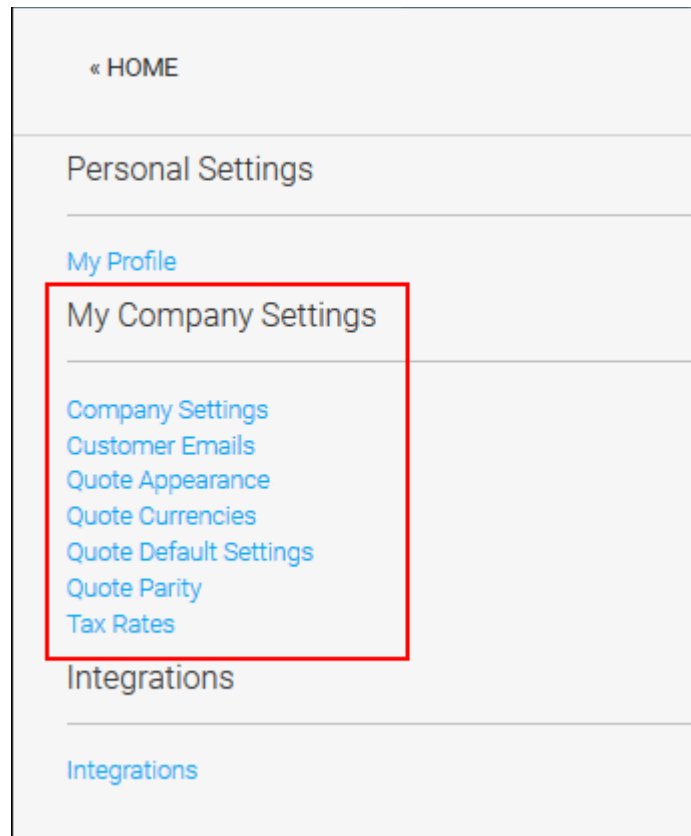 « HOME
Personal Settings
My Profile
My Company Settings
Company Settings
Customer Emails
Quote Appearance
Quote Currencies
Quote Default Settings
Quote Parity
Tax Rates
Integrations
Integrations